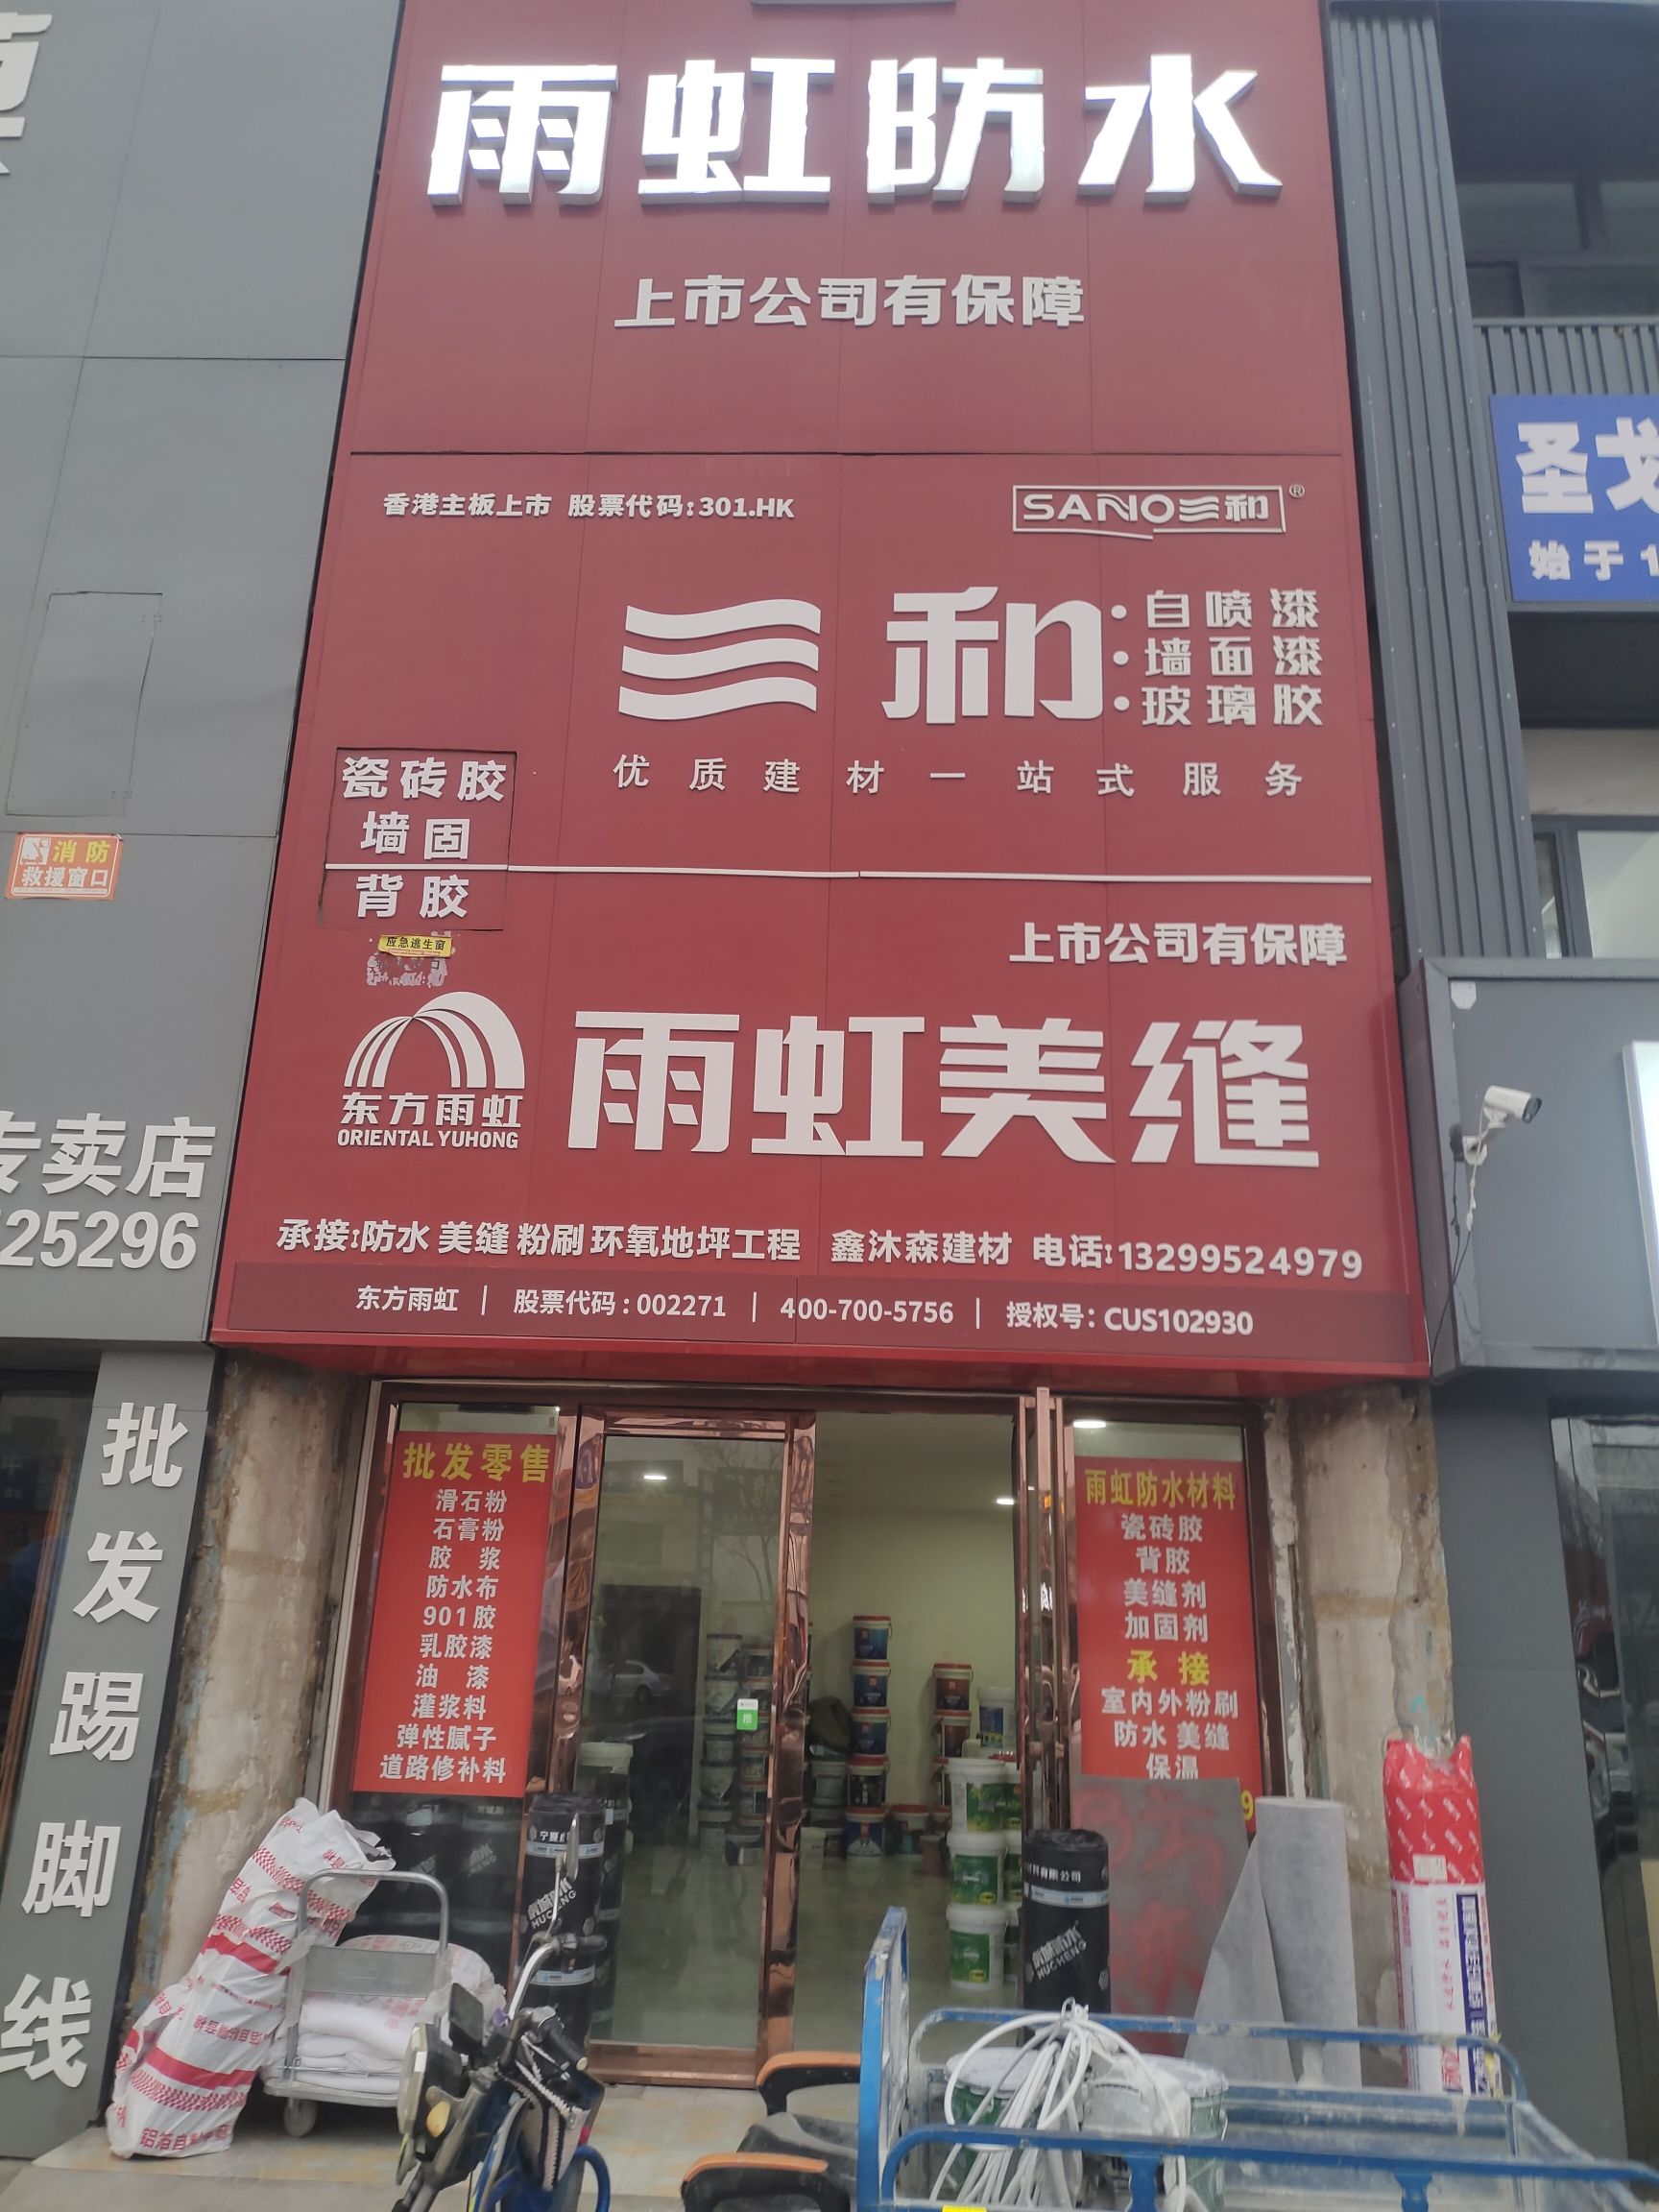 雨虹防水
上市公司有保障
香港主板上市 股票代码:301.HK
SANO三和®
三和:
自喷漆
墙面漆
玻璃胶
优质建材一站式服务
瓷砖胶
墙固
背胶
应急逃生窗
上市公司有保障
东方雨虹
ORIENTAL YUHONG
雨虹美缝
承接:防水 美缝 粉刷 环氧地坪工程 鑫沐森建材 电话:13299524979
东方雨虹 | 股票代码:002271 | 400-700-5756 | 授权号:CUS102930
消防
救援窗口
专卖店
25296
批发踢脚线
圣戈
始于1
批发零售
滑石粉
石膏粉
胶 浆
防水布
901胶
乳胶漆
油 漆
灌浆料
弹性腻子
道路修补料
雨虹防水材料
瓷砖胶
背胶
美缝剂
加固剂
承接
室内外粉刷
防水 美缝
保温
9
推
HUCHENG
HUCHENG